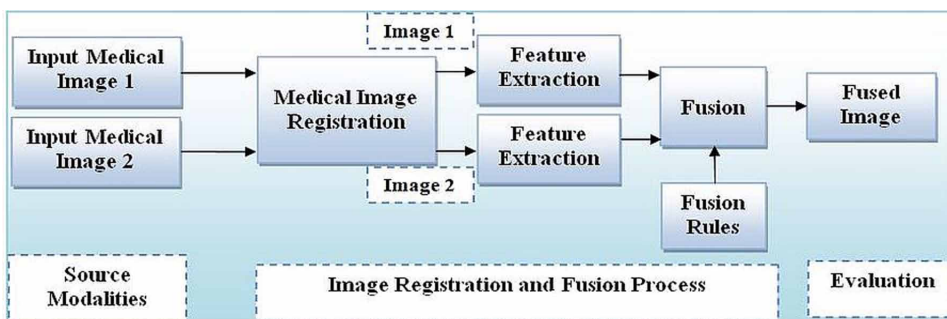 Image 1
Input Medical
Image 1
Medical Image
Registration
Feature
Extraction
Fusion
Fused
Image
Input Medical
Image 2
Feature
Extraction
Image 2
Fusion
Rules
Source
Modalities
Image Registration and Fusion Process
Evaluation